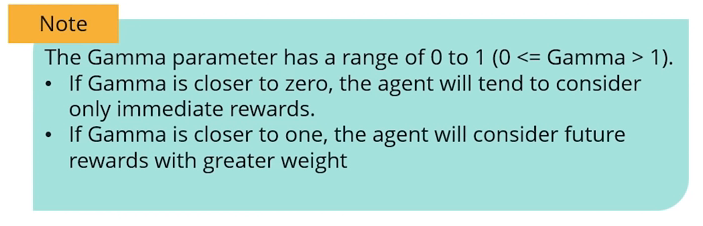 Note
The Gamma parameter has a range of 0 to 1 (0 <= Gamma > 1).
• If Gamma is closer to zero, the agent will tend to consider
only immediate rewards.
• If Gamma is closer to one, the agent will consider future
rewards with greater weight